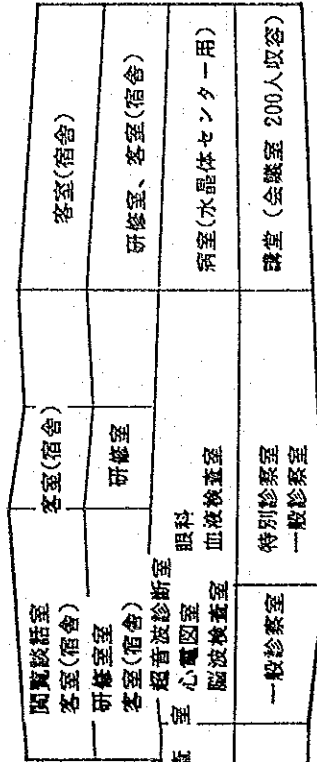 閲覧談話室
客室(宿舎)
客室(宿舎)
客室(宿舎)
研修室
客室(宿舎)
研修室
研修室、客室(宿舎)
超音波診断室
心電図室
脳波検査室
眼科
血液検査室
病室(水晶体センター用)
室
一般診察室
特別診察室
一般診察室
講堂(会議室 200人収容)